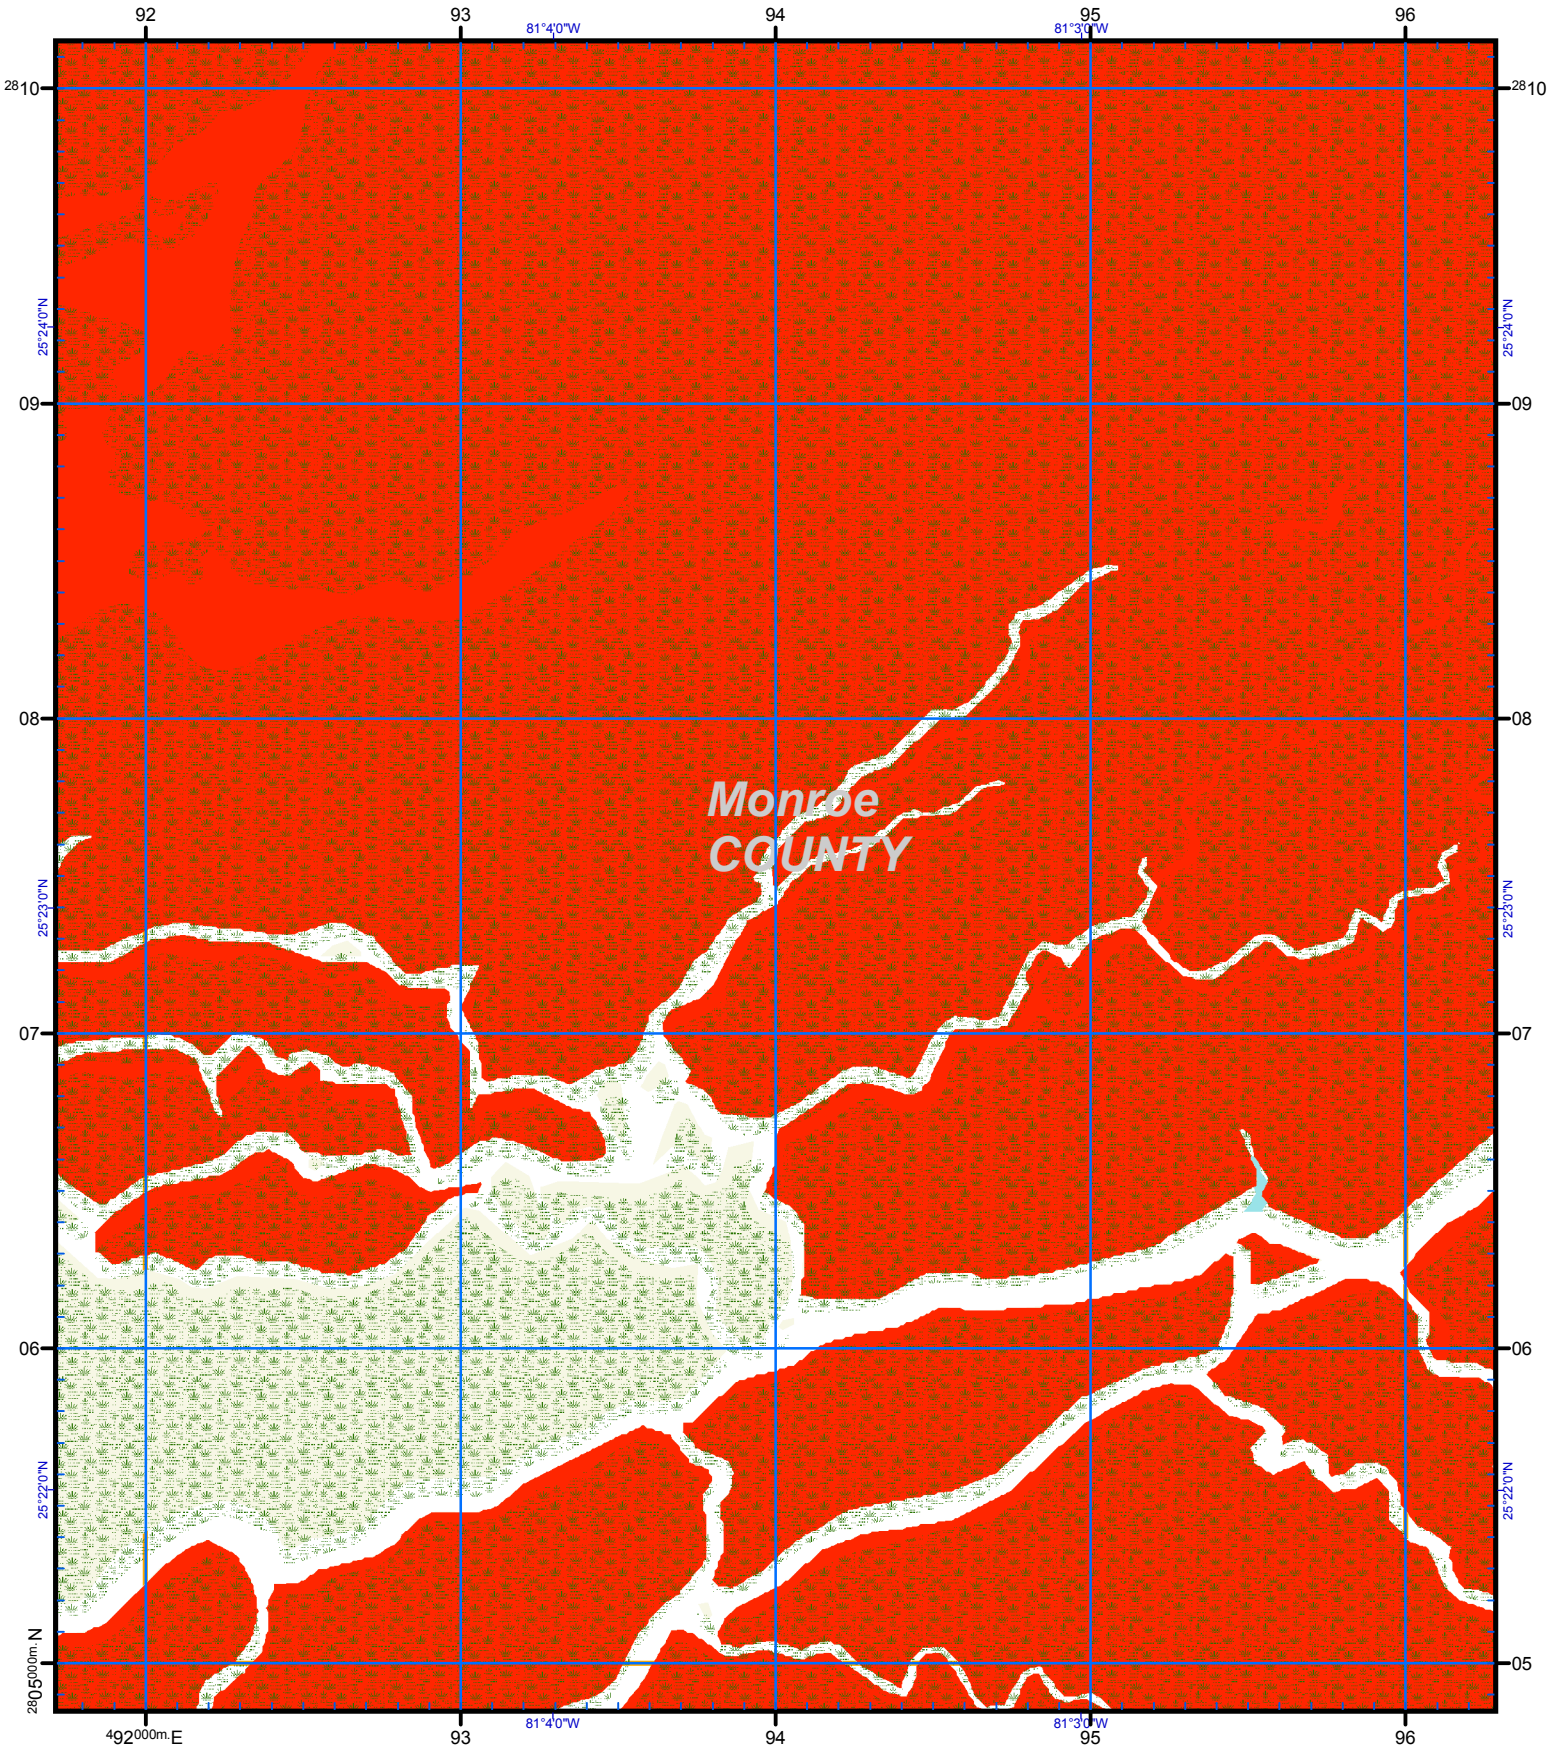 92 93 94 95 96
81°4'0"W 81°3'0"W
2810 2810
25°24'0"N 25°24'0"N
09 09
08 08
Monroe
COUNTY
25°23'0"N 25°23'0"N
07 07
06 06
25°22'0"N 25°22'0"N
2805000m. N 05
81°4'0"W 81°3'0"W
492000m. E 93 94 95 96